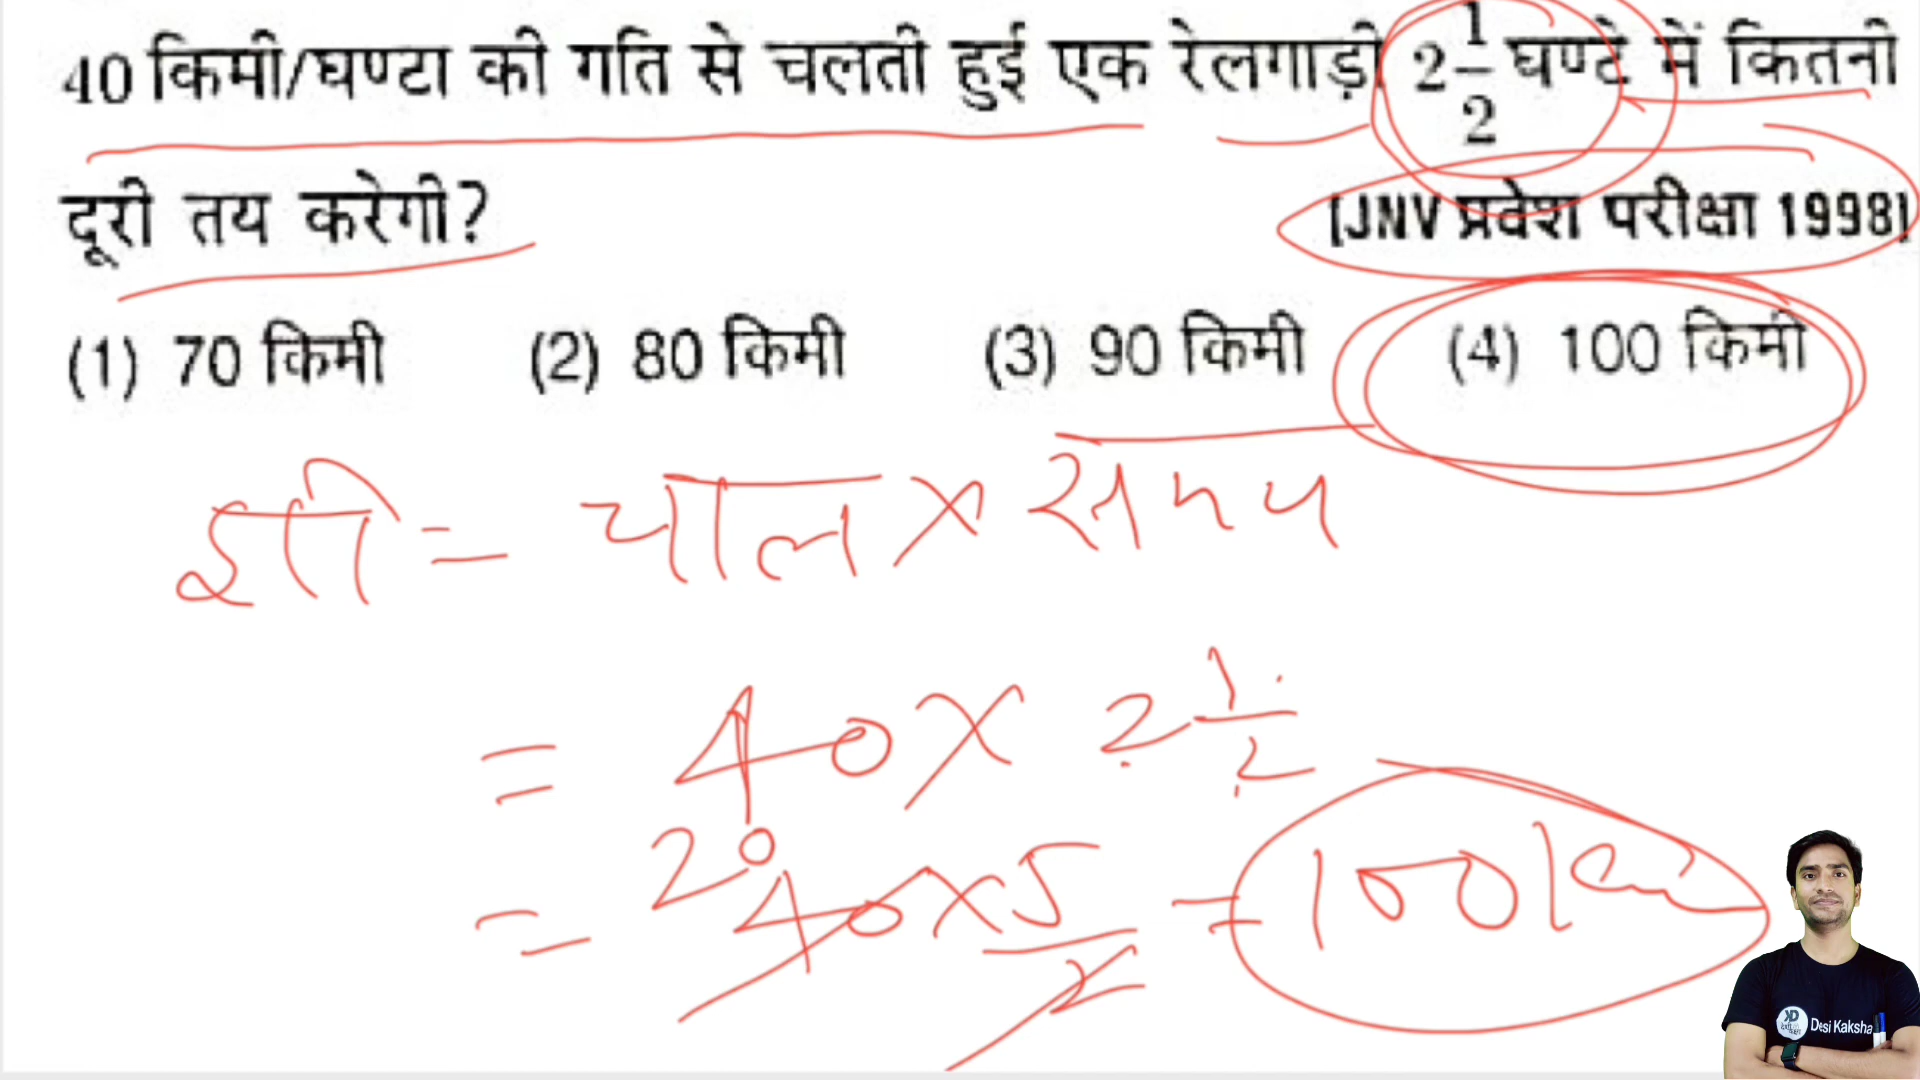 40 किमी/घण्टा की गति से चलती हुई एक रेलगाड़ी 2 1/2 घण्टे में कितनी
दूरी तय करेगी? [JNV प्रवेश परीक्षा 1998]
(1) 70 किमी (2) 80 किमी (3) 90 किमी (4) 100 किमी
= चाल × समय
= 40 × 2 1/2
20
= 40 × 5/2 = 100 km
Desi Kaksha